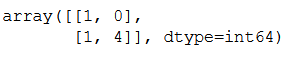 array([[1, 0],
       [1, 4]], dtype=int64)